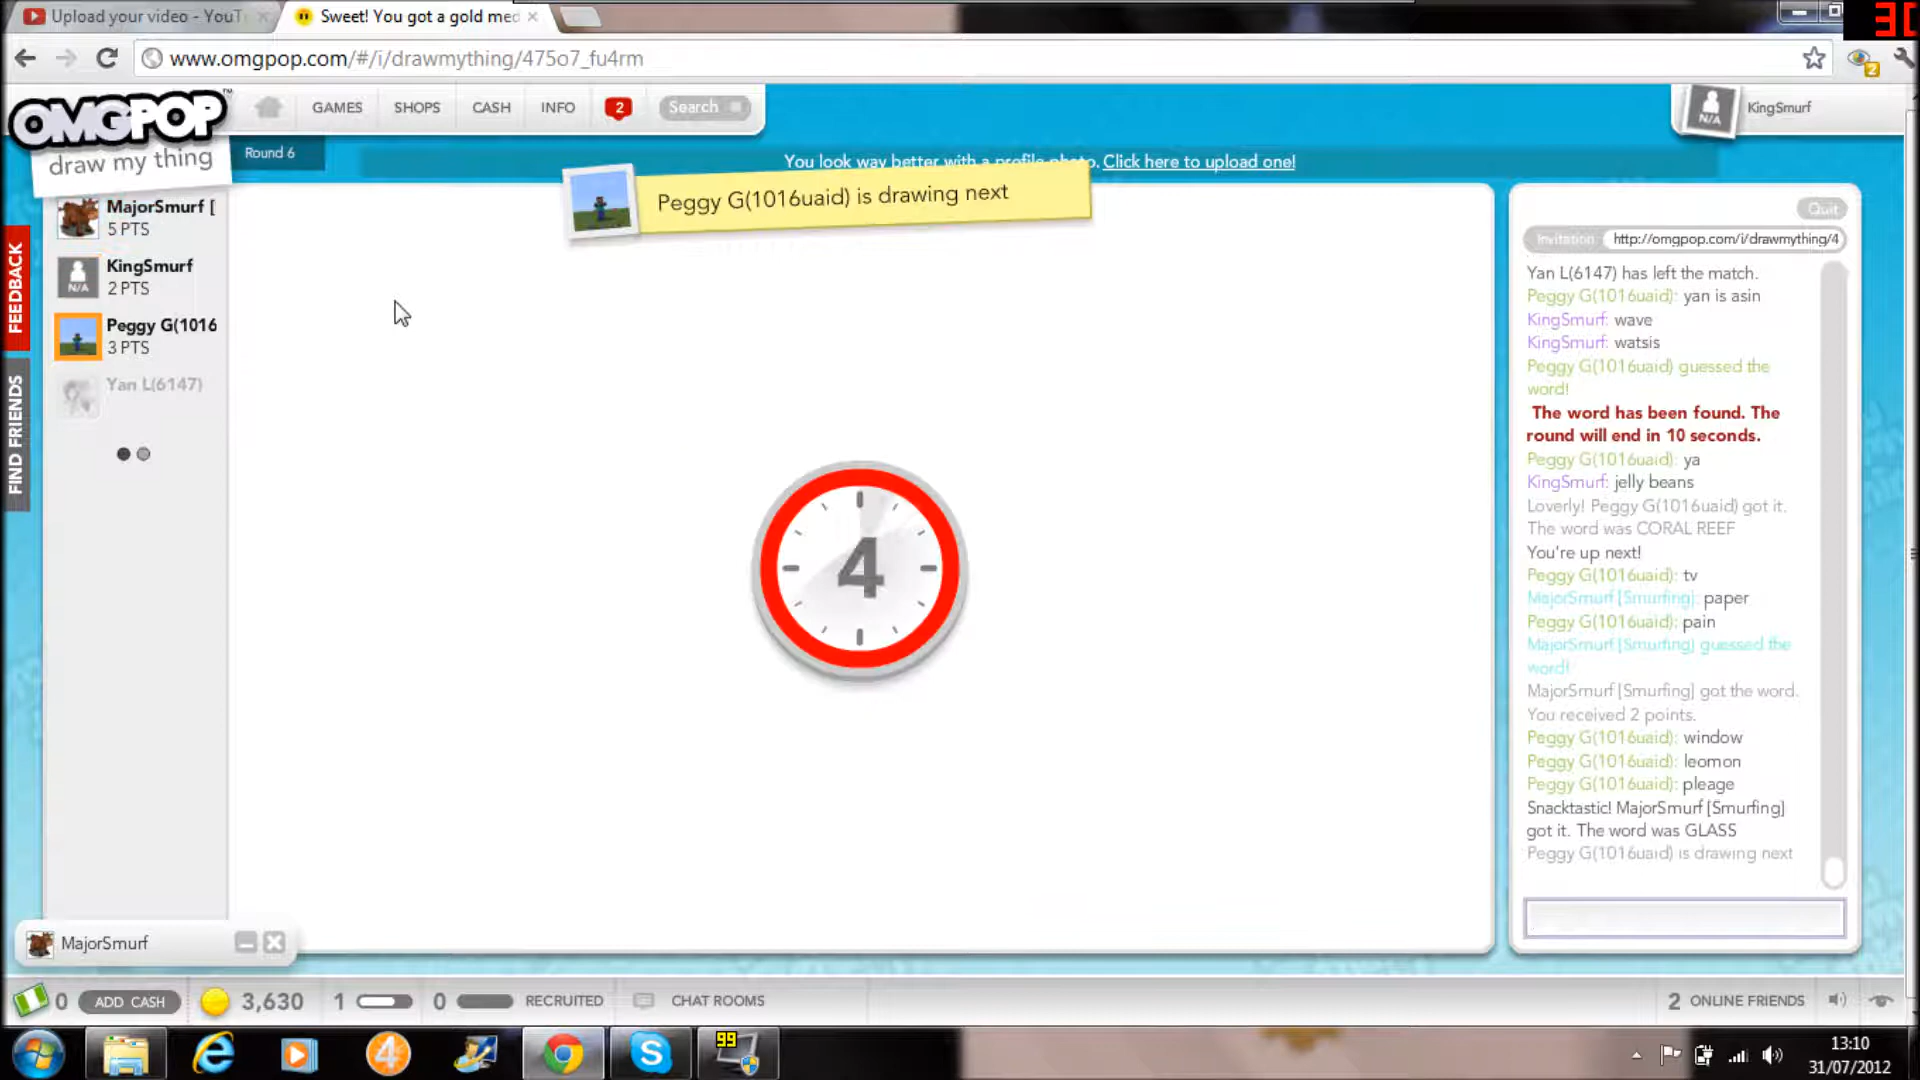 Upload your video - YouT
Sweet! You got a gold med
www.omgpop.com/#/i/drawmything/475o7_fu4rm
2
OMGPOP
TM
GAMES
SHOPS
CASH
INFO
2
Search
N/A
KingSmurf
draw my thing
Round 6
You look way better with a profile photo. Click here to upload one!
Peggy G(1016uaid) is drawing next
MajorSmurf [
5 PTS
N/A
KingSmurf
2 PTS
Peggy G(1016
3 PTS
Yan L(6147)
FEEDBACK
FIND FRIENDS
4
Quit
Invitation
http://omgpop.com/i/drawmything/4
Yan L(6147) has left the match.
Peggy G(1016uaid): yan is asin
KingSmurf: wave
KingSmurf: watsis
Peggy G(1016uaid) guessed the
word!
The word has been found. The
round will end in 10 seconds.
Peggy G(1016uaid): ya
KingSmurf: jelly beans
Loverly! Peggy G(1016uaid) got it.
The word was CORAL REEF
You're up next!
Peggy G(1016uaid): tv
MajorSmurf [Smurfing]: paper
Peggy G(1016uaid): pain
MajorSmurf [Smurfing] guessed the
word!
MajorSmurf [Smurfing] got the word.
You received 2 points.
Peggy G(1016uaid): window
Peggy G(1016uaid): leomon
Peggy G(1016uaid): pleage
Snacktastic! MajorSmurf [Smurfing]
got it. The word was GLASS
Peggy G(1016uaid) is drawing next
MajorSmurf
0
ADD CASH
3,630
1
0
RECRUITED
CHAT ROOMS
2 ONLINE FRIENDS
99
13:10
31/07/2012